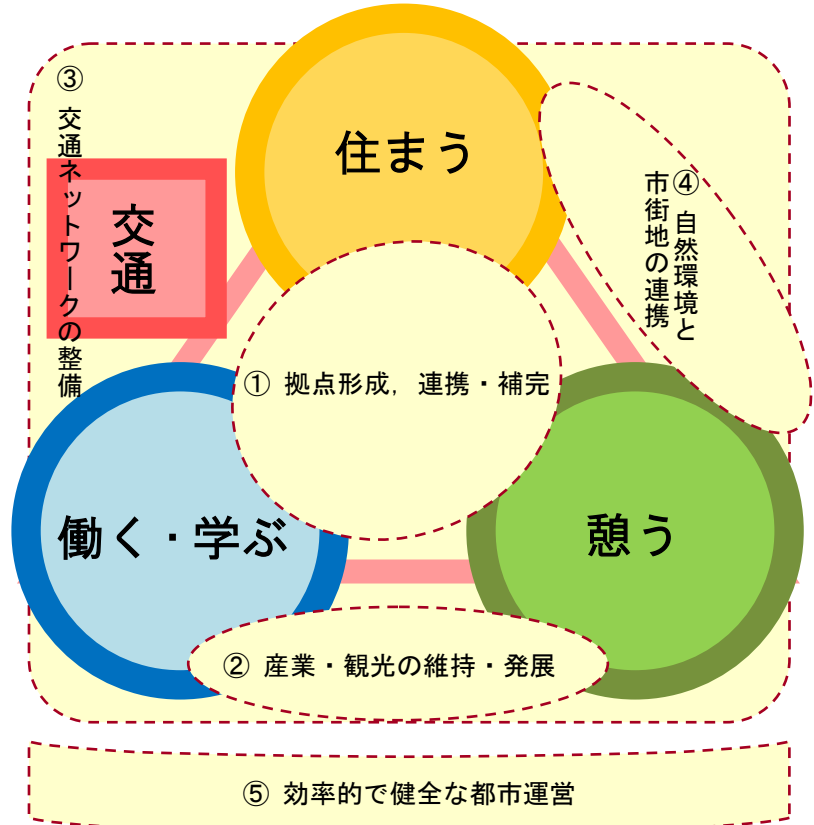 ③ 交通ネットワークの整備
交通
住まう
④ 自然環境と
市街地の連携
① 拠点形成，連携・補完
働く・学ぶ
憩う
② 産業・観光の維持・発展
⑤ 効率的で健全な都市運営